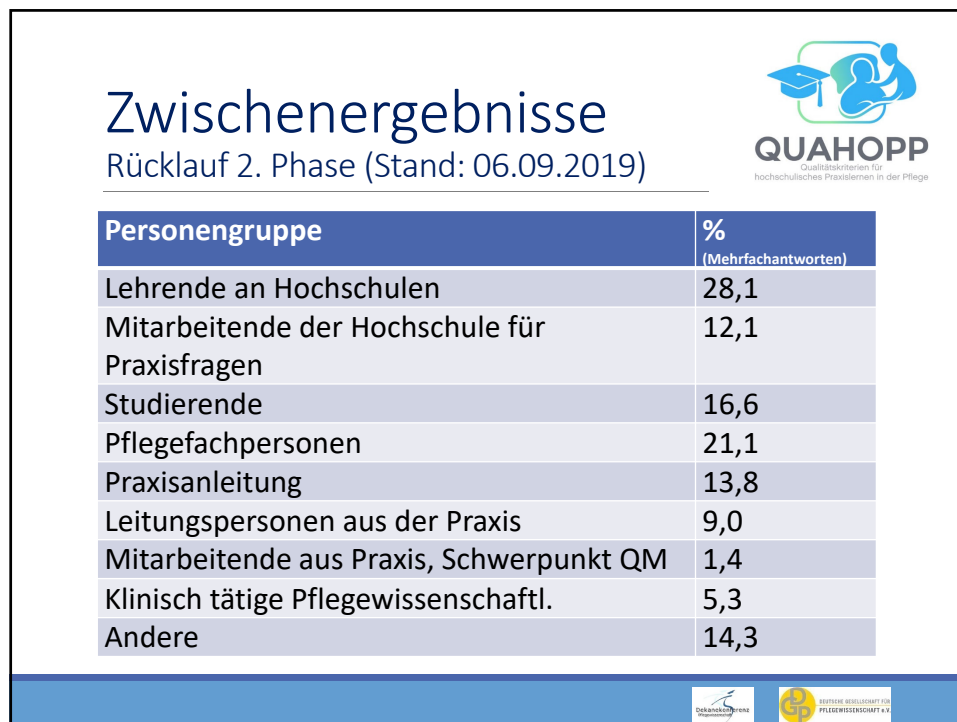 Zwischenergebnisse
Rücklauf 2. Phase (Stand: 06.09.2019)
QUAHOPP
Qualitätskriterien für
hochschulisches Praxislernen in der Pflege
Personengruppe
%
(Mehrfachantworten)
Lehrende an Hochschulen
28,1
Mitarbeitende der Hochschule für
Praxisfragen
12,1
Studierende
16,6
Pflegefachpersonen
21,1
Praxisanleitung
13,8
Leitungspersonen aus der Praxis
9,0
Mitarbeitende aus Praxis, Schwerpunkt QM
1,4
Klinisch tätige Pflegewissenschaftl.
5,3
Andere
14,3
Dekanekonferenz
Pflegewissenschaft
DGP
DEUTSCHE GESELLSCHAFT FÜR
PFLEGEWISSENSCHAFT e.V.